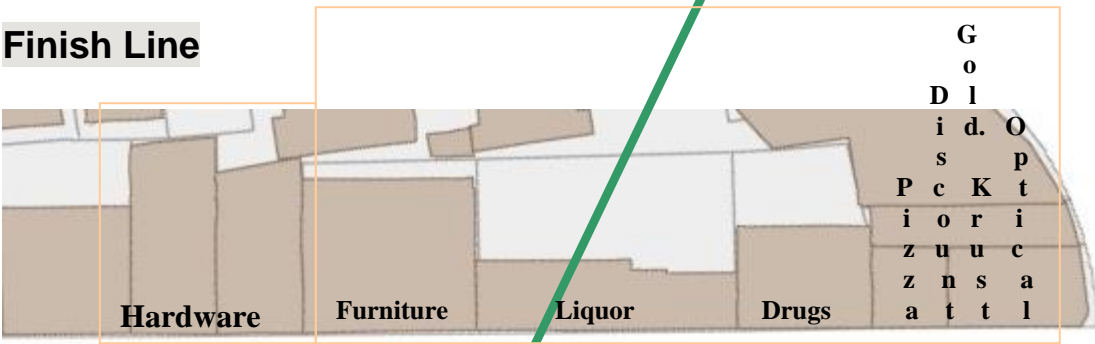 Finish Line
Hardware
Furniture
Liquor
Drugs
Pizza
Discount
Gold. Krust
Optical